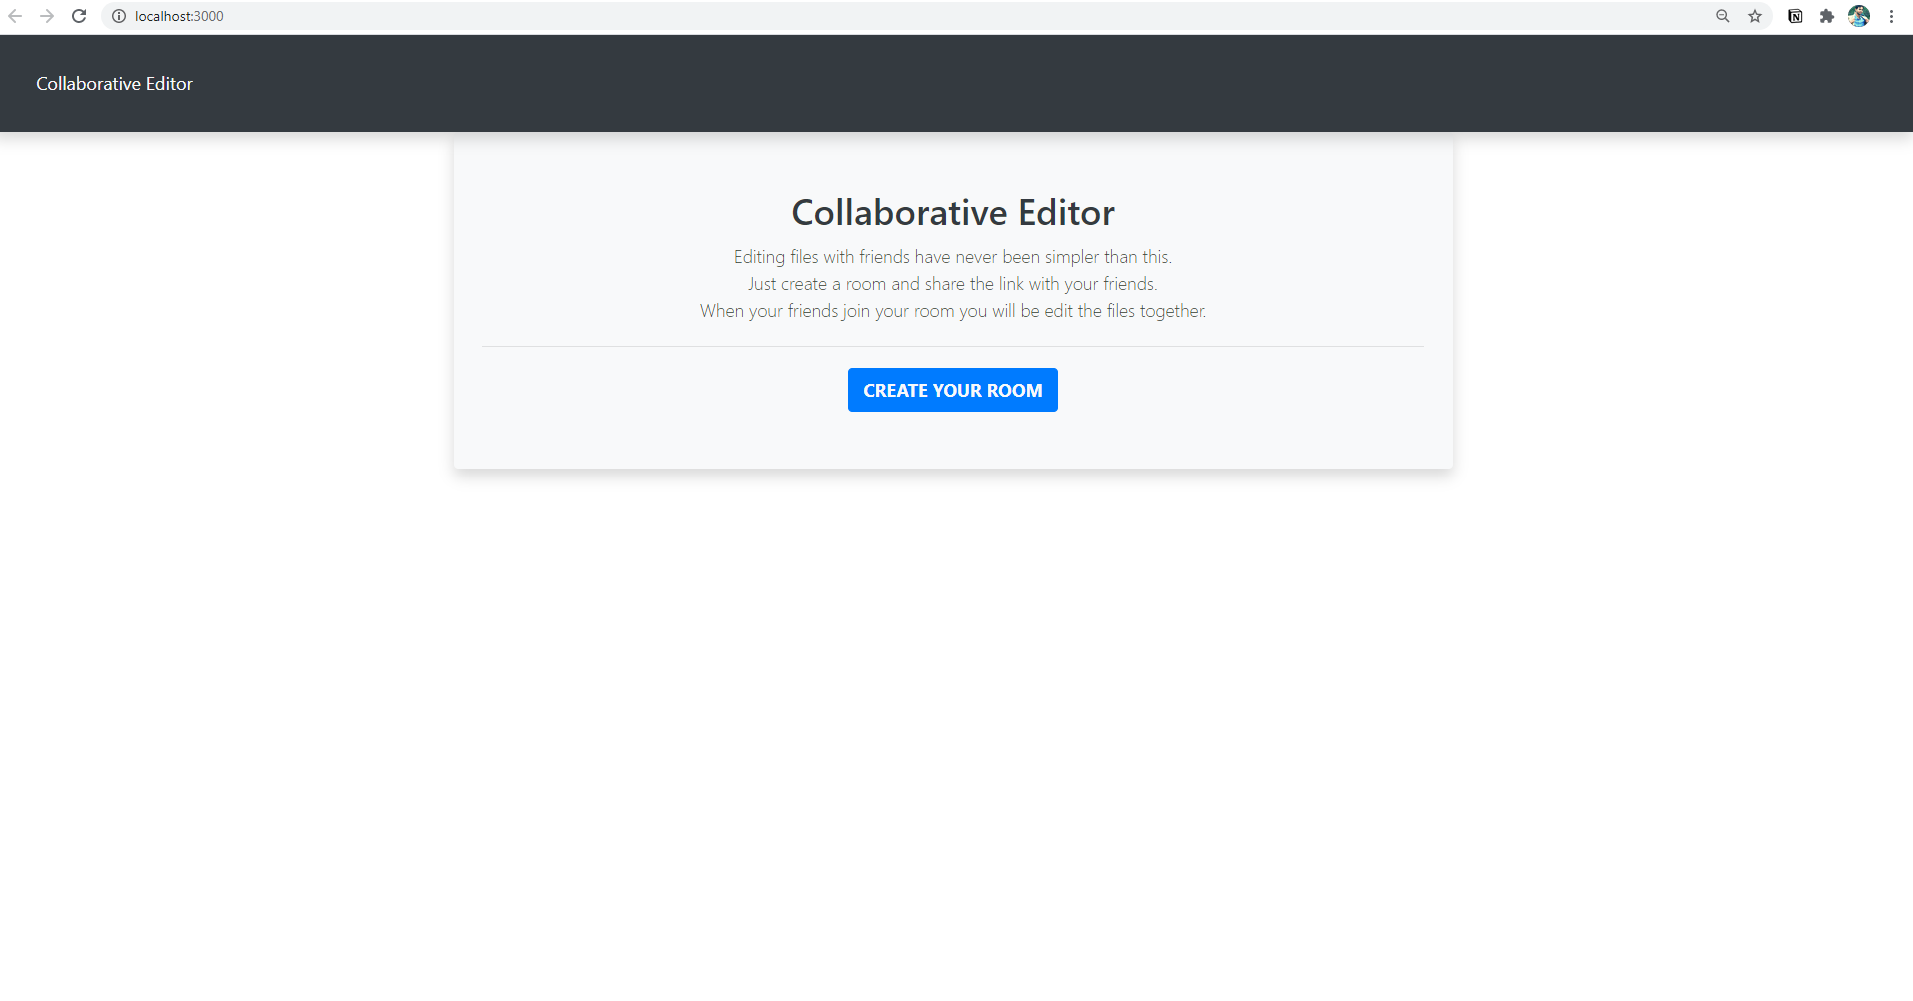 localhost:3000
Collaborative Editor
Collaborative Editor
Editing files with friends have never been simpler than this.
Just create a room and share the link with your friends.
When your friends join your room you will be edit the files together.
CREATE YOUR ROOM